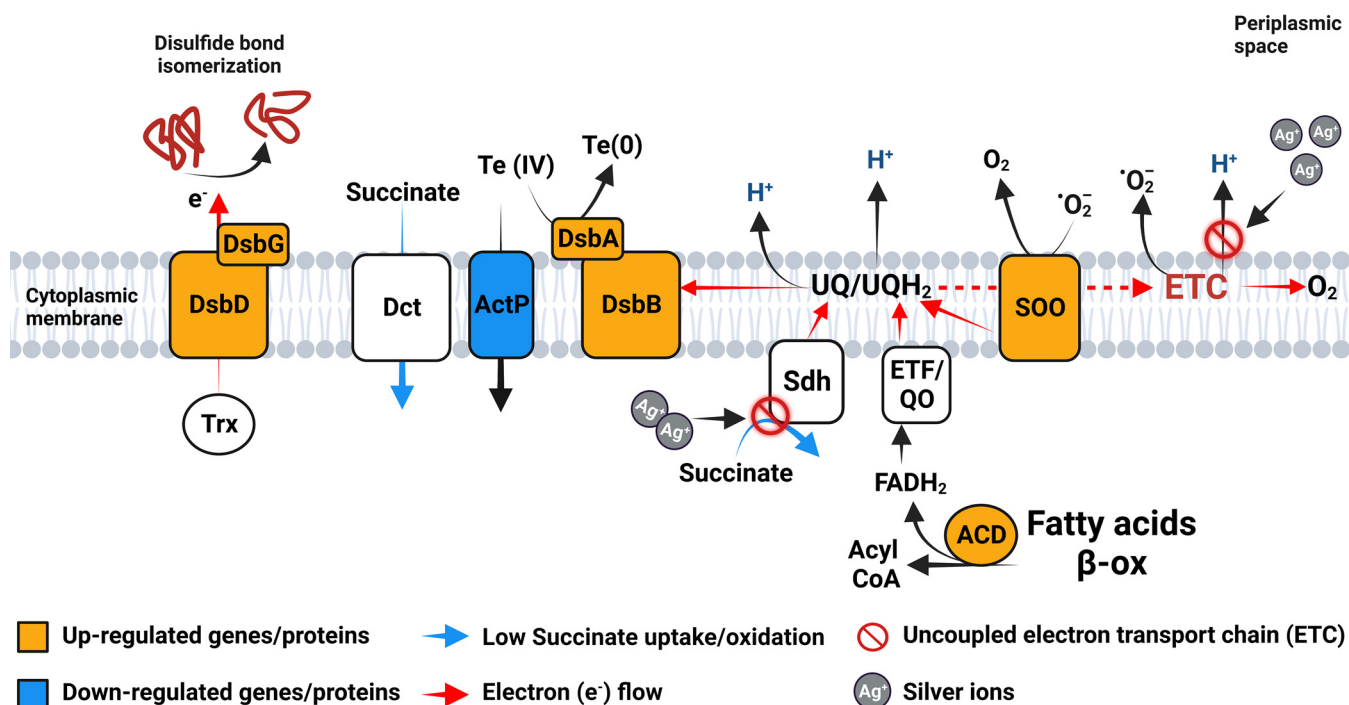 Periplasmic
space
Disulfide bond
isomerization
e⁻
DsbG
DsbD
Trx
Cytoplasmic
membrane
Succinate
Dct
Te (IV)
Te(0)
ActP
DsbA
DsbB
H⁺
H⁺
UQ/UQH₂
O₂
•O₂⁻
SOO
•O₂⁻
H⁺
Ag⁺
Ag⁺
Ag⁺
ETC
O₂
Sdh
Ag⁺
Ag⁺
Succinate
ETF/
QO
FADH₂
Acyl
CoA
ACD
Fatty acids
β-ox
Up-regulated genes/proteins
Low Succinate uptake/oxidation
Uncoupled electron transport chain (ETC)
Down-regulated genes/proteins
Electron (e⁻) flow
Ag⁺
Silver ions